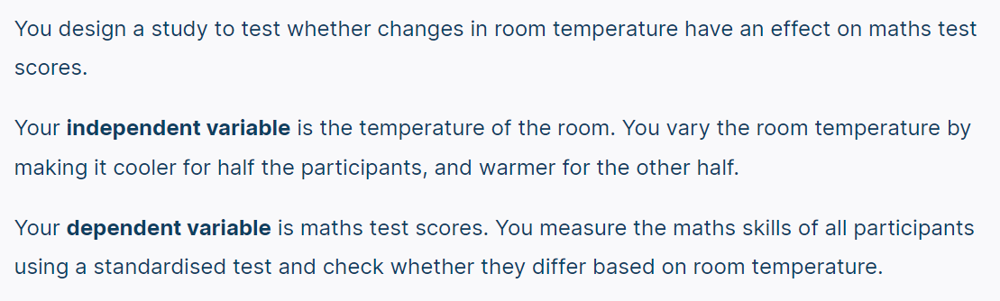 You design a study to test whether changes in room temperature have an effect on maths test
scores.
Your independent variable is the temperature of the room. You vary the room temperature by
making it cooler for half the participants, and warmer for the other half.
Your dependent variable is maths test scores. You measure the maths skills of all participants
using a standardised test and check whether they differ based on room temperature.